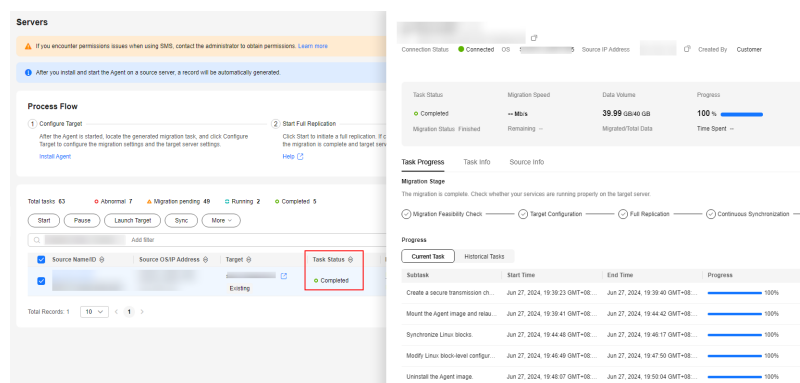 Servers
If you encounter permissions issues when using SMS, contact the administrator to obtain permissions. Learn more
After you install and start the Agent on a source server, a record will be automatically generated.
Process Flow
1 Configure Target
After the Agent is started, locate the generated migration task, and click Configure
Target to configure the migration settings and the target server settings.
Install Agent
2 Start Full Replication
Click Start to initiate a full replication. If c
the migration is complete and target serv
Help
Total tasks 63 Abnormal 7 Migration pending 49 Running 2 Completed 5
Start Pause Launch Target Sync More
Add filter
Source Name/ID Source OS/IP Address Target Task Status
Completed
Existing
Total Records: 1 10 < 1 >
Connection Status Connected OS Source IP Address Created By Customer
Task Status Migration Speed Data Volume Progress
Completed -- Mb/s 39.99 GB/40 GB 100 %
Migration Status Finished Remaining -- Migrated/Total Data Time Spent --
Task Progress Task Info Source Info
Migration Stage
The migration is complete. Check whether your services are running properly on the target server.
Migration Feasibility Check Target Configuration Full Replication Continuous Synchronization
Progress
Current Task Historical Tasks
Subtask Start Time End Time Progress
Create a secure transmission ch... Jun 27, 2024, 19:39:23 GMT+08:... Jun 27, 2024, 19:39:40 GMT+08:... 100%
Mount the Agent image and relau... Jun 27, 2024, 19:39:41 GMT+08:... Jun 27, 2024, 19:44:42 GMT+08:... 100%
Synchronize Linux blocks. Jun 27, 2024, 19:44:48 GMT+08:... Jun 27, 2024, 19:46:17 GMT+08:... 100%
Modify Linux block-level configur... Jun 27, 2024, 19:46:49 GMT+08:... Jun 27, 2024, 19:47:50 GMT+08:... 100%
Uninstall the Agent image. Jun 27, 2024, 19:48:07 GMT+08:... Jun 27, 2024, 19:50:04 GMT+08:... 100%